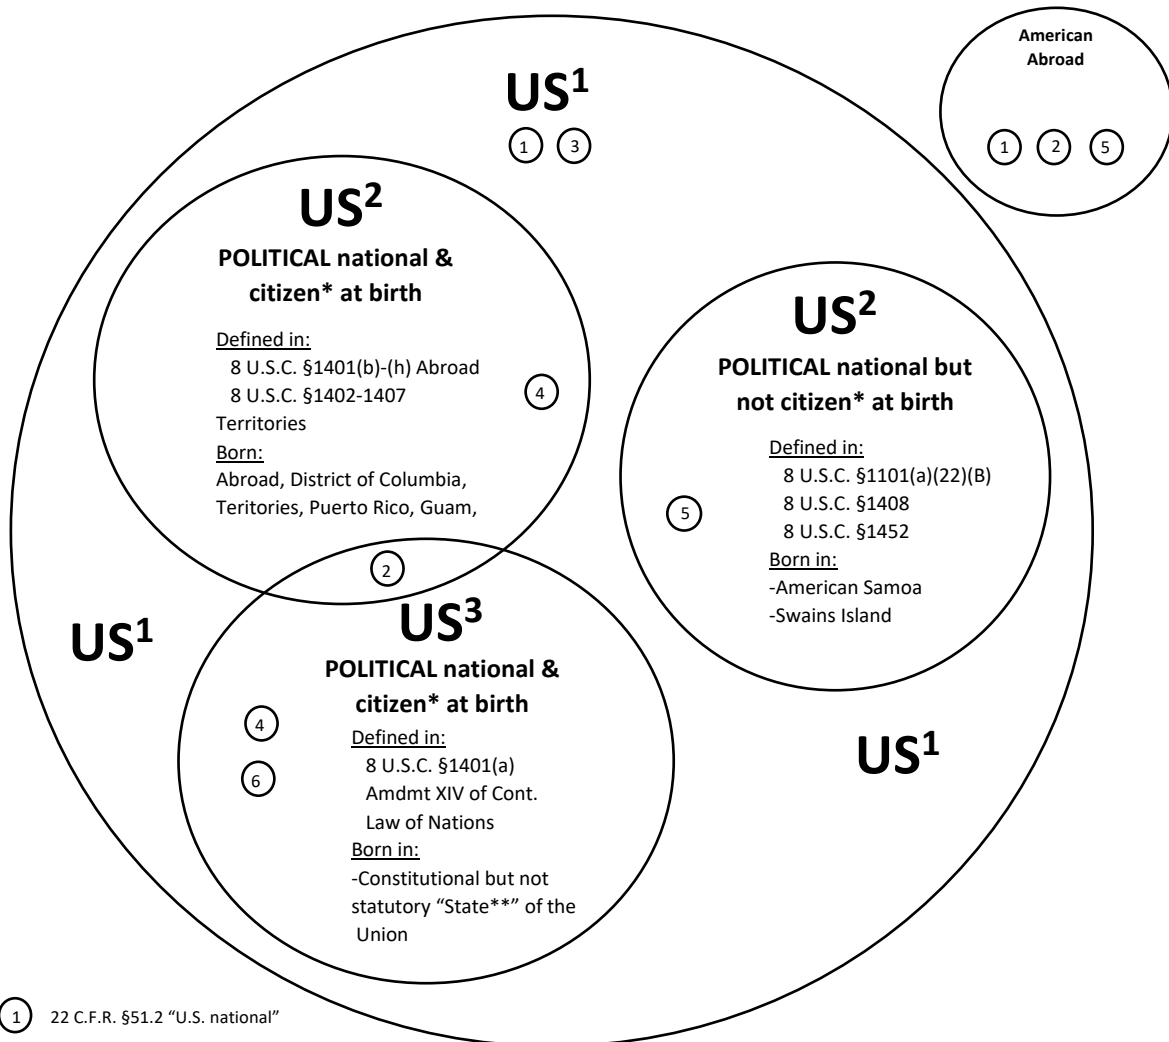 American
Abroad
1 2 5
US¹
1 3
US²
POLITICAL national &
citizen* at birth
Defined in:
8 U.S.C. §1401(b)-(h) Abroad
8 U.S.C. §1402-1407
Territories
Born:
Abroad, District of Columbia,
Teritories, Puerto Rico, Guam,
4
2
US²
POLITICAL national but
not citizen* at birth
Defined in:
8 U.S.C. §1101(a)(22)(B)
8 U.S.C. §1408
8 U.S.C. §1452
Born in:
-American Samoa
-Swains Island
5
US¹
US³
POLITICAL national &
citizen* at birth
4
6
Defined in:
8 U.S.C. §1401(a)
Amdmt XIV of Cont.
Law of Nations
Born in:
-Constitutional but not
statutory “State**” of the
Union
US¹
1 22 C.F.R. §51.2 “U.S. national”